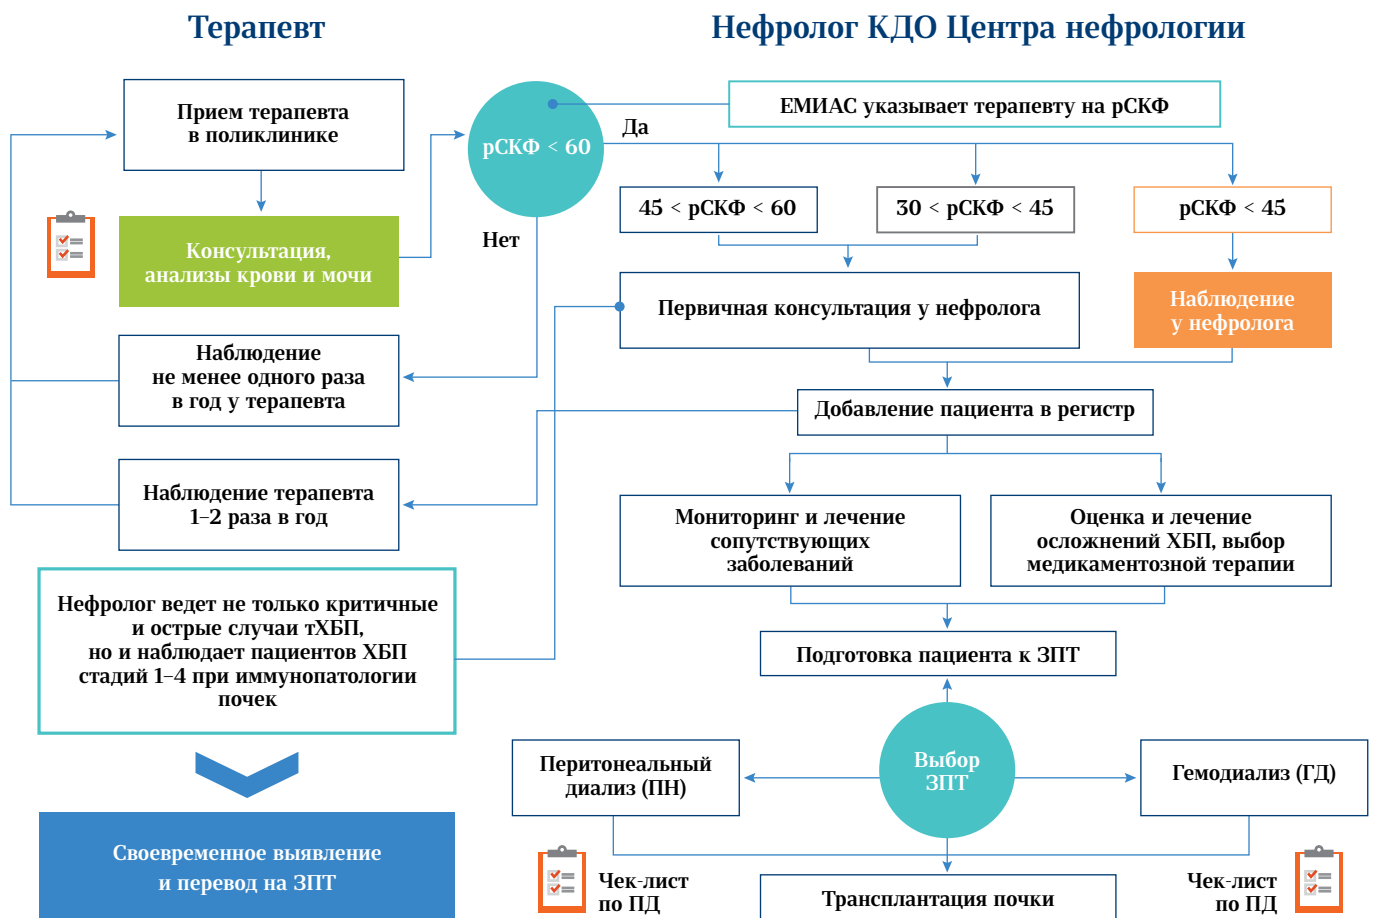 Терапевт
Нефролог КДО Центра нефрологии
Прием терапевта
в поликлинике
Консультация,
анализы крови и мочи
рСКФ < 60
Да
Нет
ЕМИАС указывает терапевту на рСКФ
45 < рСКФ < 60
30 < рСКФ < 45
рСКФ < 45
Первичная консультация у нефролога
Наблюдение
у нефролога
Наблюдение
не менее одного раза
в год у терапевта
Добавление пациента в регистр
Наблюдение терапевта
1–2 раза в год
Мониторинг и лечение
сопутствующих
заболеваний
Оценка и лечение
осложнений ХБП, выбор
медикаментозной терапии
Нефролог ведет не только критичные
и острые случаи тХБП,
но и наблюдает пациентов ХБП
стадий 1–4 при иммунопатологии
почек
Подготовка пациента к ЗПТ
Выбор
ЗПТ
Перитонеальный
диализ (ПН)
Гемодиализ (ГД)
Своевременное выявление
и перевод на ЗПТ
Чек-лист
по ПД
Трансплантация почки
Чек-лист
по ПД